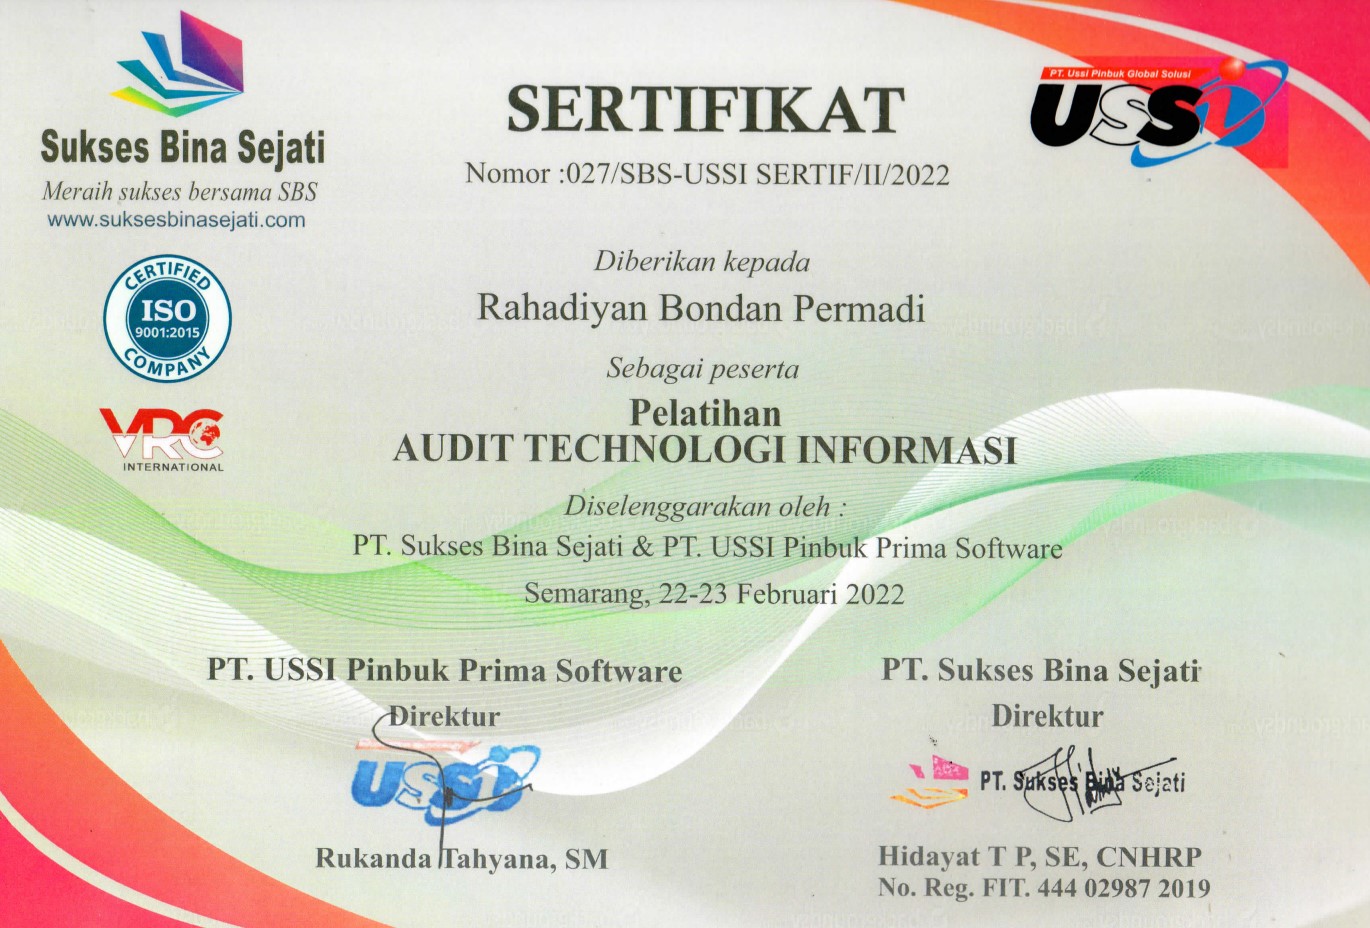 Sukses Bina Sejati
Meraih sukses bersama SBS
www.suksesbinasejati.com
PT. Ussi Pinbuk Global Solusi
USSI
SERTIFIKAT
Nomor :027/SBS-USSI SERTIF/II/2022
CERTIFIED
ISO
9001:2015
COMPANY
VRC
INTERNATIONAL
Diberikan kepada
Rahadiyan Bondan Permadi
Sebagai peserta
Pelatihan
AUDIT TECHNOLOGI INFORMASI
Diselenggarakan oleh :
PT. Sukses Bina Sejati & PT. USSI Pinbuk Prima Software
Semarang, 22-23 Februari 2022
PT. USSI Pinbuk Prima Software
Direktur
USSI
Rukanda Tahyana, SM
PT. Sukses Bina Sejati
Direktur
PT. Sukses Bina Sejati
Hidayat T P, SE, CNHRP
No. Reg. FIT. 444 02987 2019